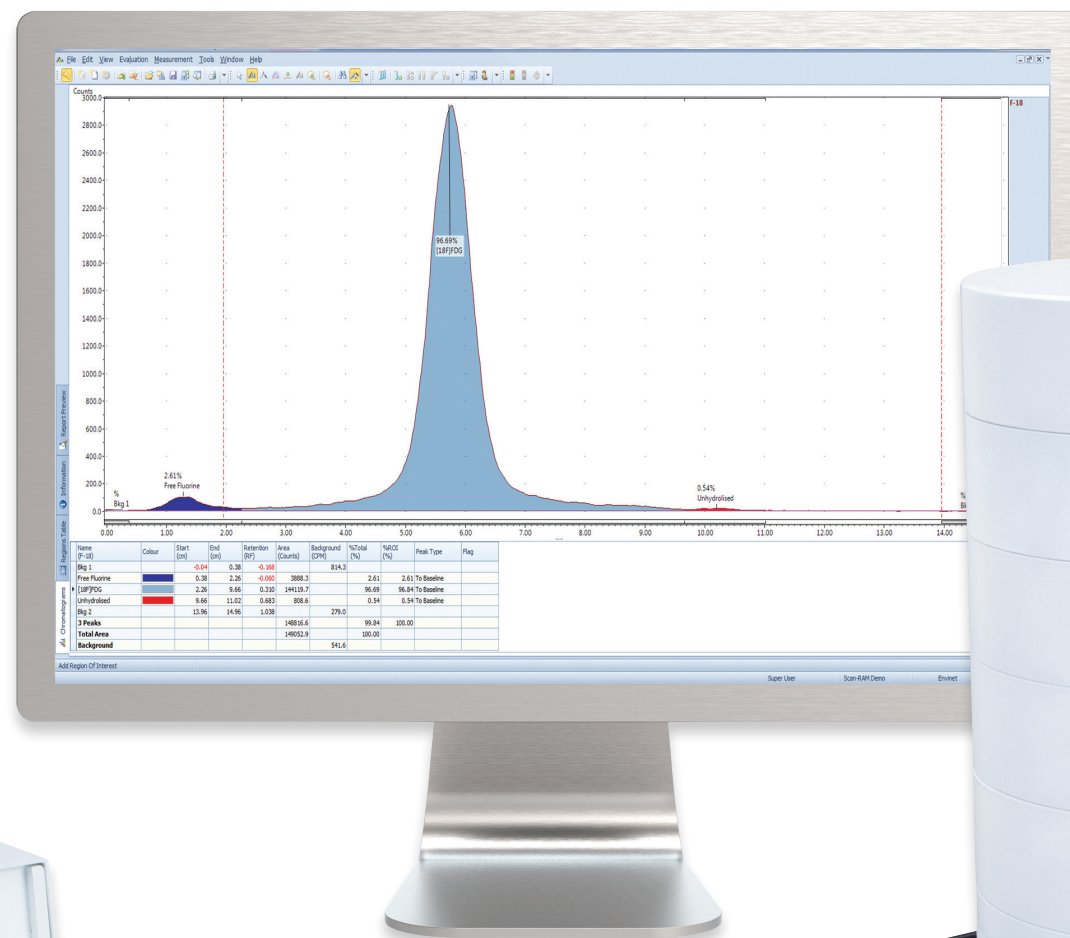 File Edit View Evaluation Measurement Tools Window Help
Counts
F-18
3000.0
2800.0
2600.0
2400.0
2200.0
2000.0
1800.0
1600.0
1400.0
1200.0
1000.0
800.0
600.0
400.0
200.0
0.0
96.69%
[18F]FDG
%
Bkg 1
2.61%
Free Fluorine
0.54%
Unhydrolised
%
0.00 1.00 2.00 3.00 4.00 5.00 6.00 7.00 8.00 9.00 10.00 11.00 12.00 13.00 14.00
Report Preview
Information
Regions Table
Chromatograms
Name (F-18) Colour Start (cm) End (cm) Retention (RF) Area (Counts) Background (CPM) %Total (%) %ROI (%) Peak Type Flag
Bkg 1 -0.04 0.38 -0.168 814.3
Free Fluorine 0.38 2.26 -0.060 3888.3 2.61 2.61 To Baseline
[18F]FDG 2.26 9.66 0.310 144119.7 96.69 96.84 To Baseline
Unhydrolised 9.66 11.02 0.683 808.6 0.54 0.54 To Baseline
Bkg 2 13.96 14.96 1.038 279.0
3 Peaks 148816.6 99.84 100.00
Total Area 149052.9 100.00
Background 541.6
Add Region Of Interest
Super User Scan-RAM Demo Envinet